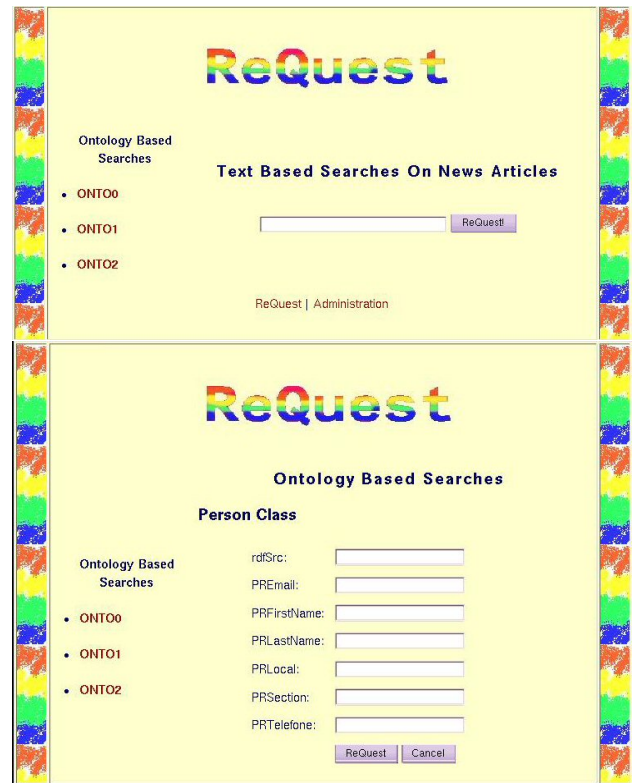 ReQuest
Ontology Based
Searches
Text Based Searches On News Articles
• ONTO0
• ONTO1
ReQuest!
• ONTO2
ReQuest | Administration
ReQuest
Ontology Based Searches
Person Class
Ontology Based
Searches
• ONTO0
• ONTO1
• ONTO2
rdfSrc:
PREmail:
PRFirstName:
PRLastName:
PRLocal:
PRSection:
PRTelefone:
ReQuest Cancel